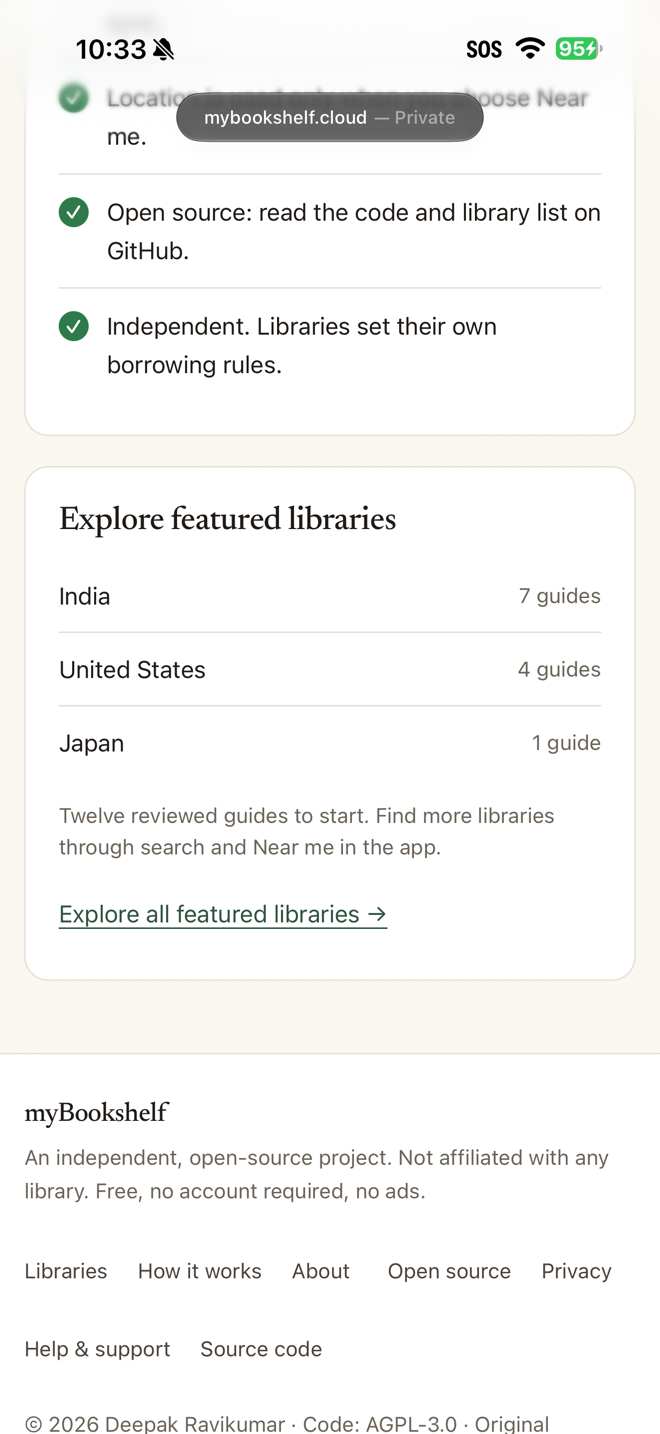 10:33
SOS
95
Locatio
oose Near
mybookshelf.cloud — Private
me.
Open source: read the code and library list on
GitHub.
Independent. Libraries set their own
borrowing rules.
Explore featured libraries
India 7 guides
United States 4 guides
Japan 1 guide
Twelve reviewed guides to start. Find more libraries
through search and Near me in the app.
Explore all featured libraries →
myBookshelf
An independent, open-source project. Not affiliated with any
library. Free, no account required, no ads.
Libraries How it works About Open source Privacy
Help & support Source code
© 2026 Deepak Ravikumar · Code: AGPL-3.0 · Original